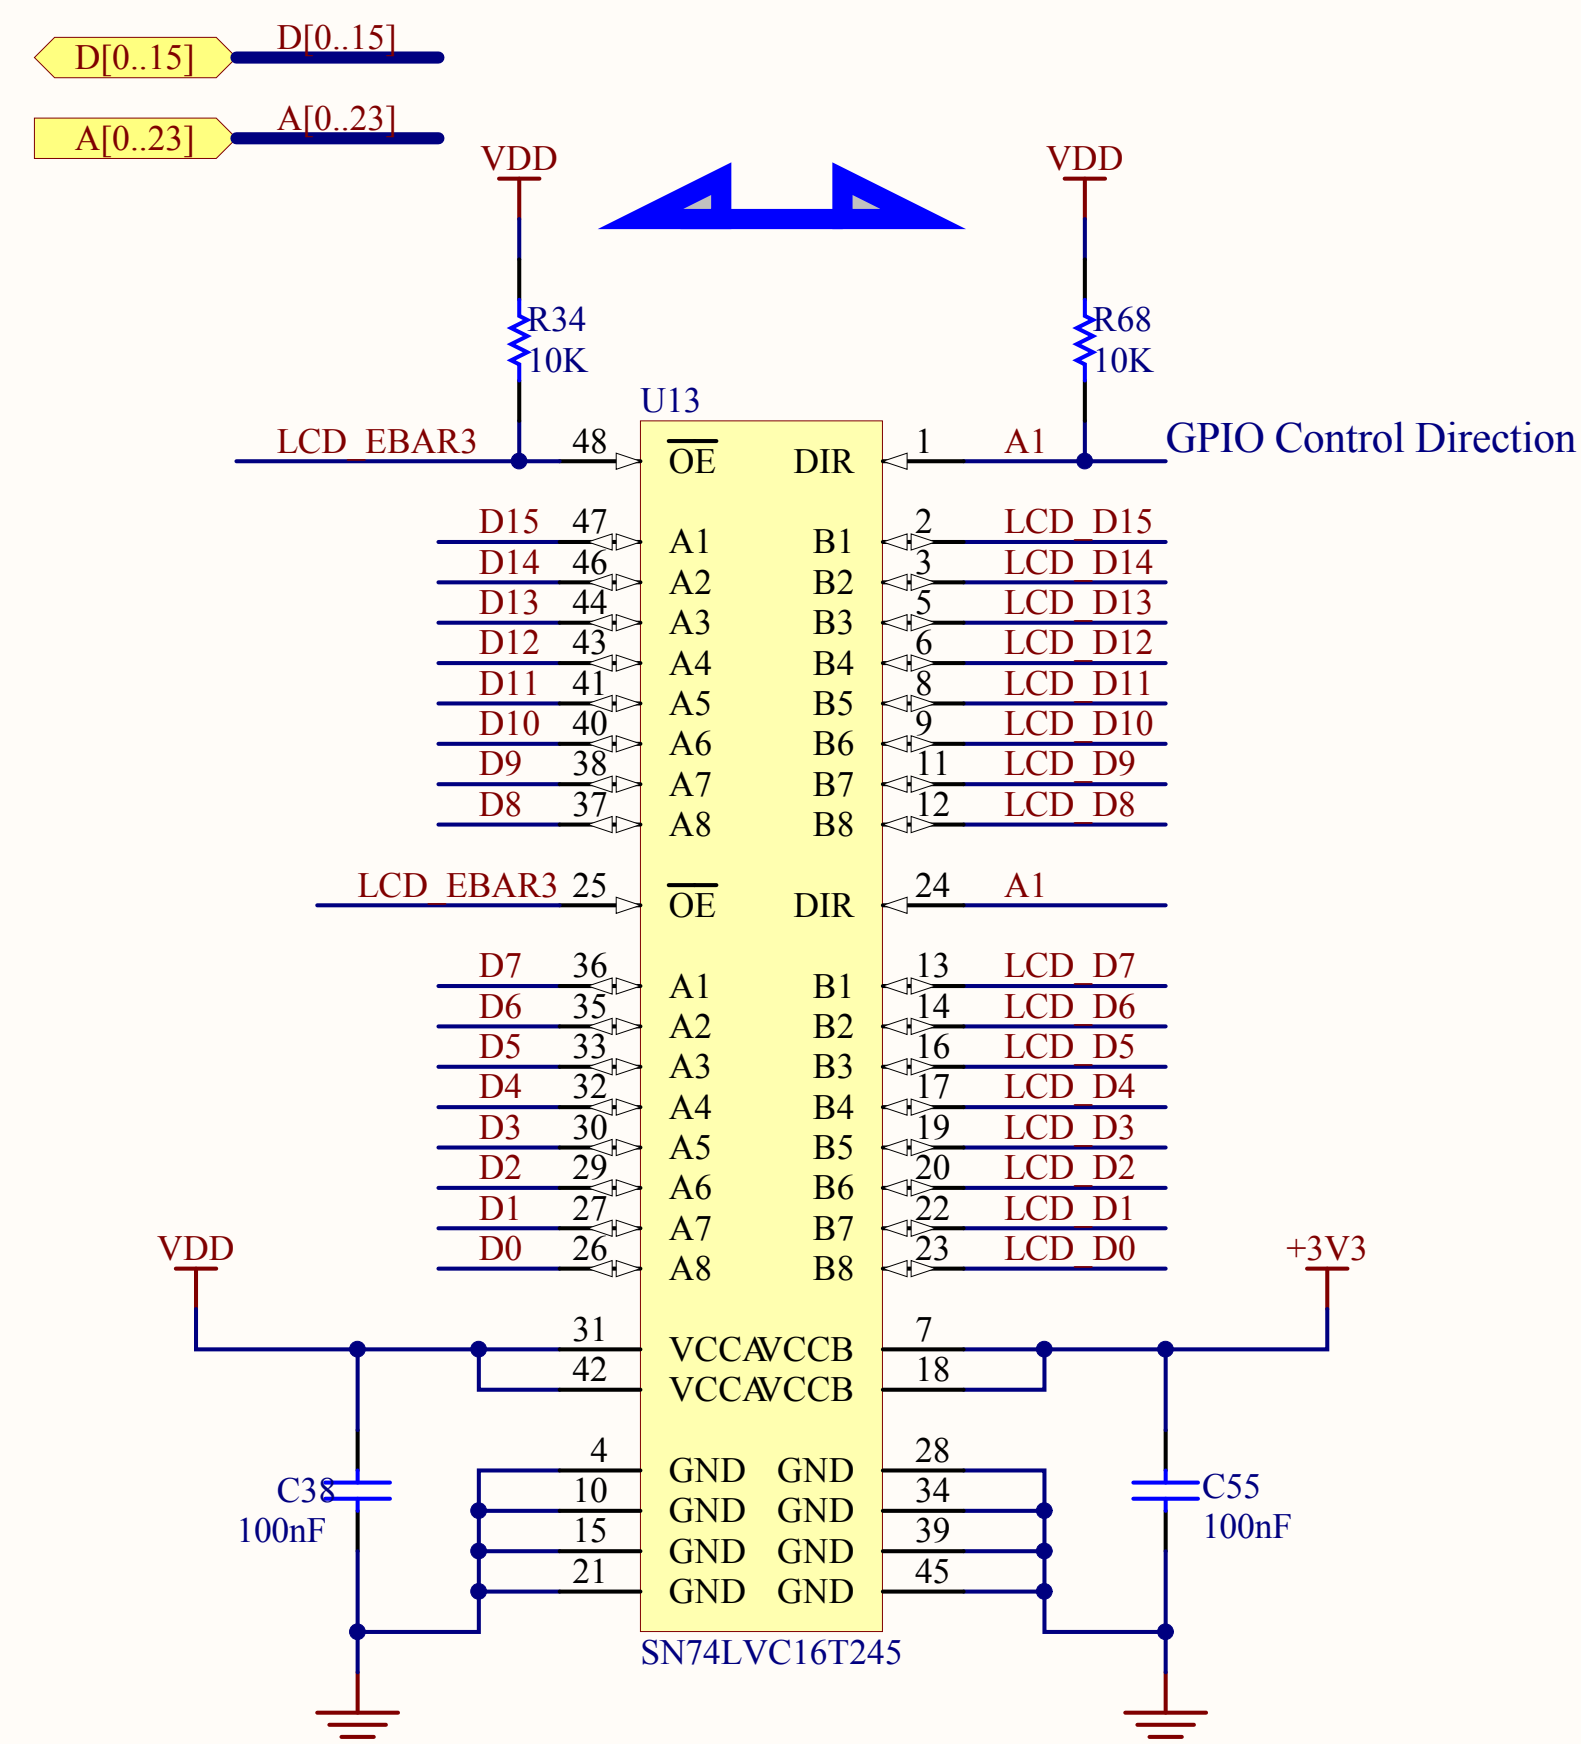 D[0..15] D[0..15]
A[0..23] A[0..23]
VDD VDD
R34 R68
10K 10K
U13
LCD_EBAR3 48 OE DIR 1 A1 GPIO Control Direction
D15 47 A1 B1 2 LCD_D15
D14 46 A2 B2 3 LCD_D14
D13 44 A3 B3 5 LCD_D13
D12 43 A4 B4 6 LCD_D12
D11 41 A5 B5 8 LCD_D11
D10 40 A6 B6 9 LCD_D10
D9 38 A7 B7 11 LCD_D9
D8 37 A8 B8 12 LCD_D8
LCD_EBAR3 25 OE DIR 24 A1
D7 36 A1 B1 13 LCD_D7
D6 35 A2 B2 14 LCD_D6
D5 33 A3 B3 16 LCD_D5
D4 32 A4 B4 17 LCD_D4
D3 30 A5 B5 19 LCD_D3
D2 29 A6 B6 20 LCD_D2
D1 27 A7 B7 22 LCD_D1
VDD D0 26 A8 B8 23 LCD_D0 +3V3
31 VCCA VCCB 7
42 VCCA VCCB 18
4 GND GND 28
C38 10 GND GND 34 C55
100nF 15 GND GND 39 100nF
21 GND GND 45
SN74LVC16T245